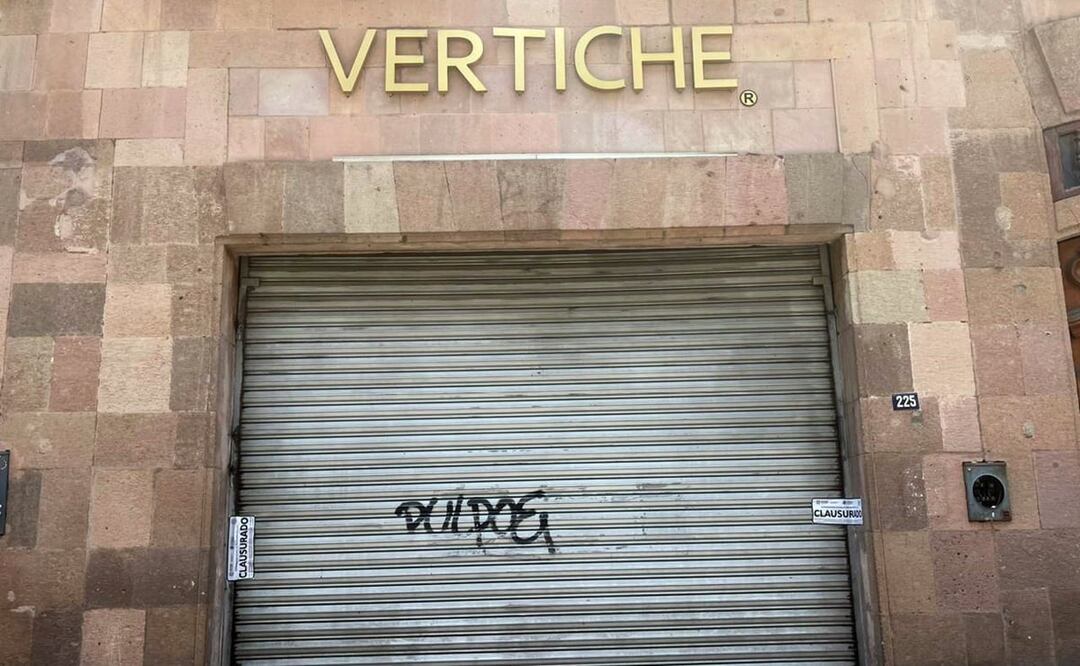 VERTICHE
®
225
CLAUSURADO
CLAUSURADO